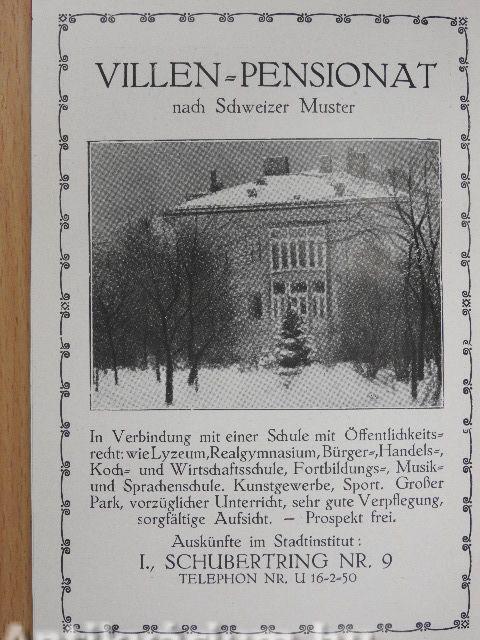 VILLEN=PENSIONAT
nach Schweizer Muster
In Verbindung mit einer Schule mit Öffentlichkeits=
recht: wie Lyzeum, Realgymnasium, Bürger=, Handels=,
Koch= und Wirtschaftsschule, Fortbildungs=, Musik=
und Sprachenschule. Kunstgewerbe, Sport. Großer
Park, vorzüglicher Unterricht, sehr gute Verpflegung,
sorgfältige Aufsicht. — Prospekt frei.
Auskünfte im Stadtinstitut:
I., SCHUBERTRING NR. 9
TELEPHON NR. U 16-2-50